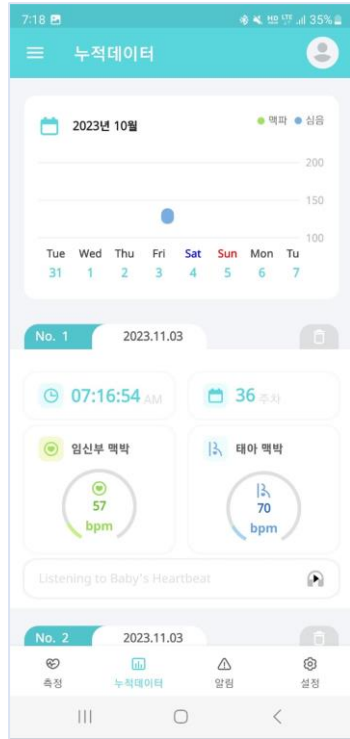 7:18 35%
누적데이터
2023년 10월 맥파 심음
200
150
100
Tue Wed Thu Fri Sat Sun Mon Tu
31 1 2 3 4 5 6 7
No. 1 2023.11.03
07:16:54 AM 36 주차
임신부 맥박 태아 맥박
57 70
bpm bpm
Listening to Baby's Heartbeat
No. 2 2023.11.03
측정 누적데이터 알림 설정